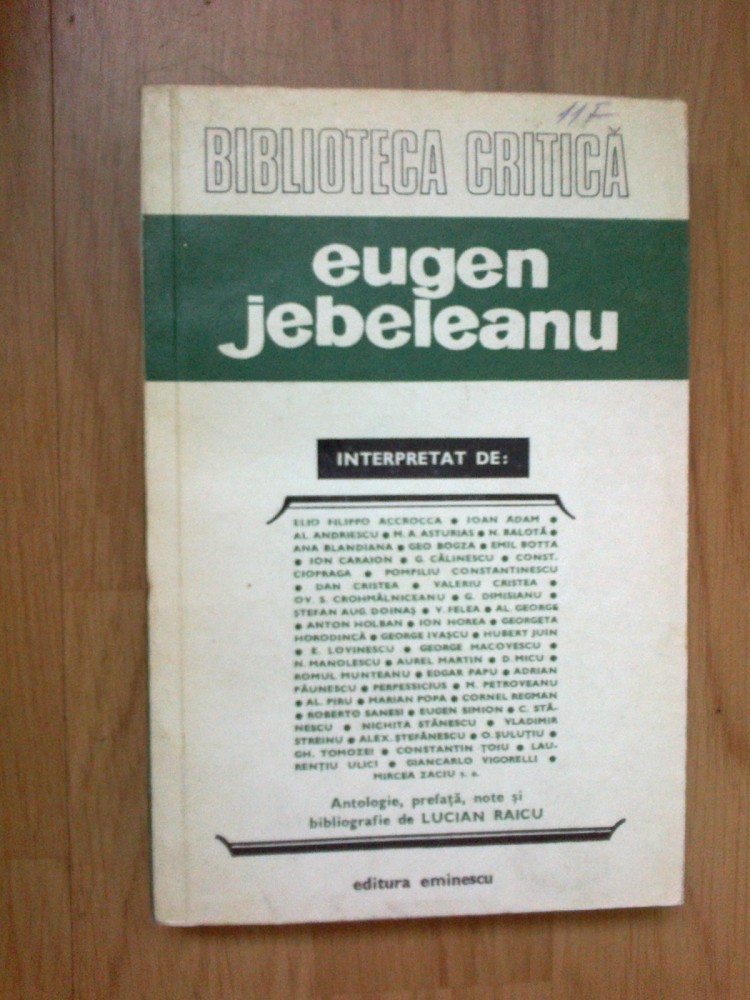 11F
BIBLIOTECA CRITICĂ
eugen
jebeleanu
INTERPRETAT DE:
ELIO FILIPPO ACCROCCA ● IOAN ADAM ●
AL. ANDRIESCU ● M. A. ASTURIAS ● N. BALOTĂ ●
ANA BLANDIANA ● GEO BOGZA ● EMIL BOTTA
● ION CARAION ● G. CĂLINESCU ● CONST.
CIOPRAGA ● POMPILIU CONSTANTINESCU
● DAN CRISTEA ● VALERIU CRISTEA ●
OV. S. CROHMĂLNICEANU ● G. DIMISIANU ●
ȘTEFAN AUG. DOINAȘ ● V. FELEA ● AL. GEORGE
● ANTON HOLBAN ● ION HOREA ● GEORGETA
HORODINCĂ ● GEORGE IVAȘCU ● HUBERT JUIN
● E. LOVINESCU ● GEORGE MACOVESCU ●
N. MANOLESCU ● AUREL MARTIN ● D. MICU ●
ROMUL MUNTEANU ● EDGAR PAPU ● ADRIAN
PĂUNESCU ● PERPESSICIUS ● M. PETROVEANU
● AL. PIRU ● MARIAN POPA ● CORNEL REGMAN
● ROBERTO SANESI ● EUGEN SIMION ● C. STĂ-
NESCU ● NICHITA STĂNESCU ● VLADIMIR
STREINU ● ALEX. ȘTEFĂNESCU ● O. ȘULUȚIU ●
GH. TOMOZEI ● CONSTANTIN ȚOIU ● LAU-
RENȚIU ULICI ● GIANCARLO VIGORELLI ●
MIRCEA ZACIU ș. a.
Antologie, prefață, note și
bibliografie de LUCIAN RAICU
editura eminescu